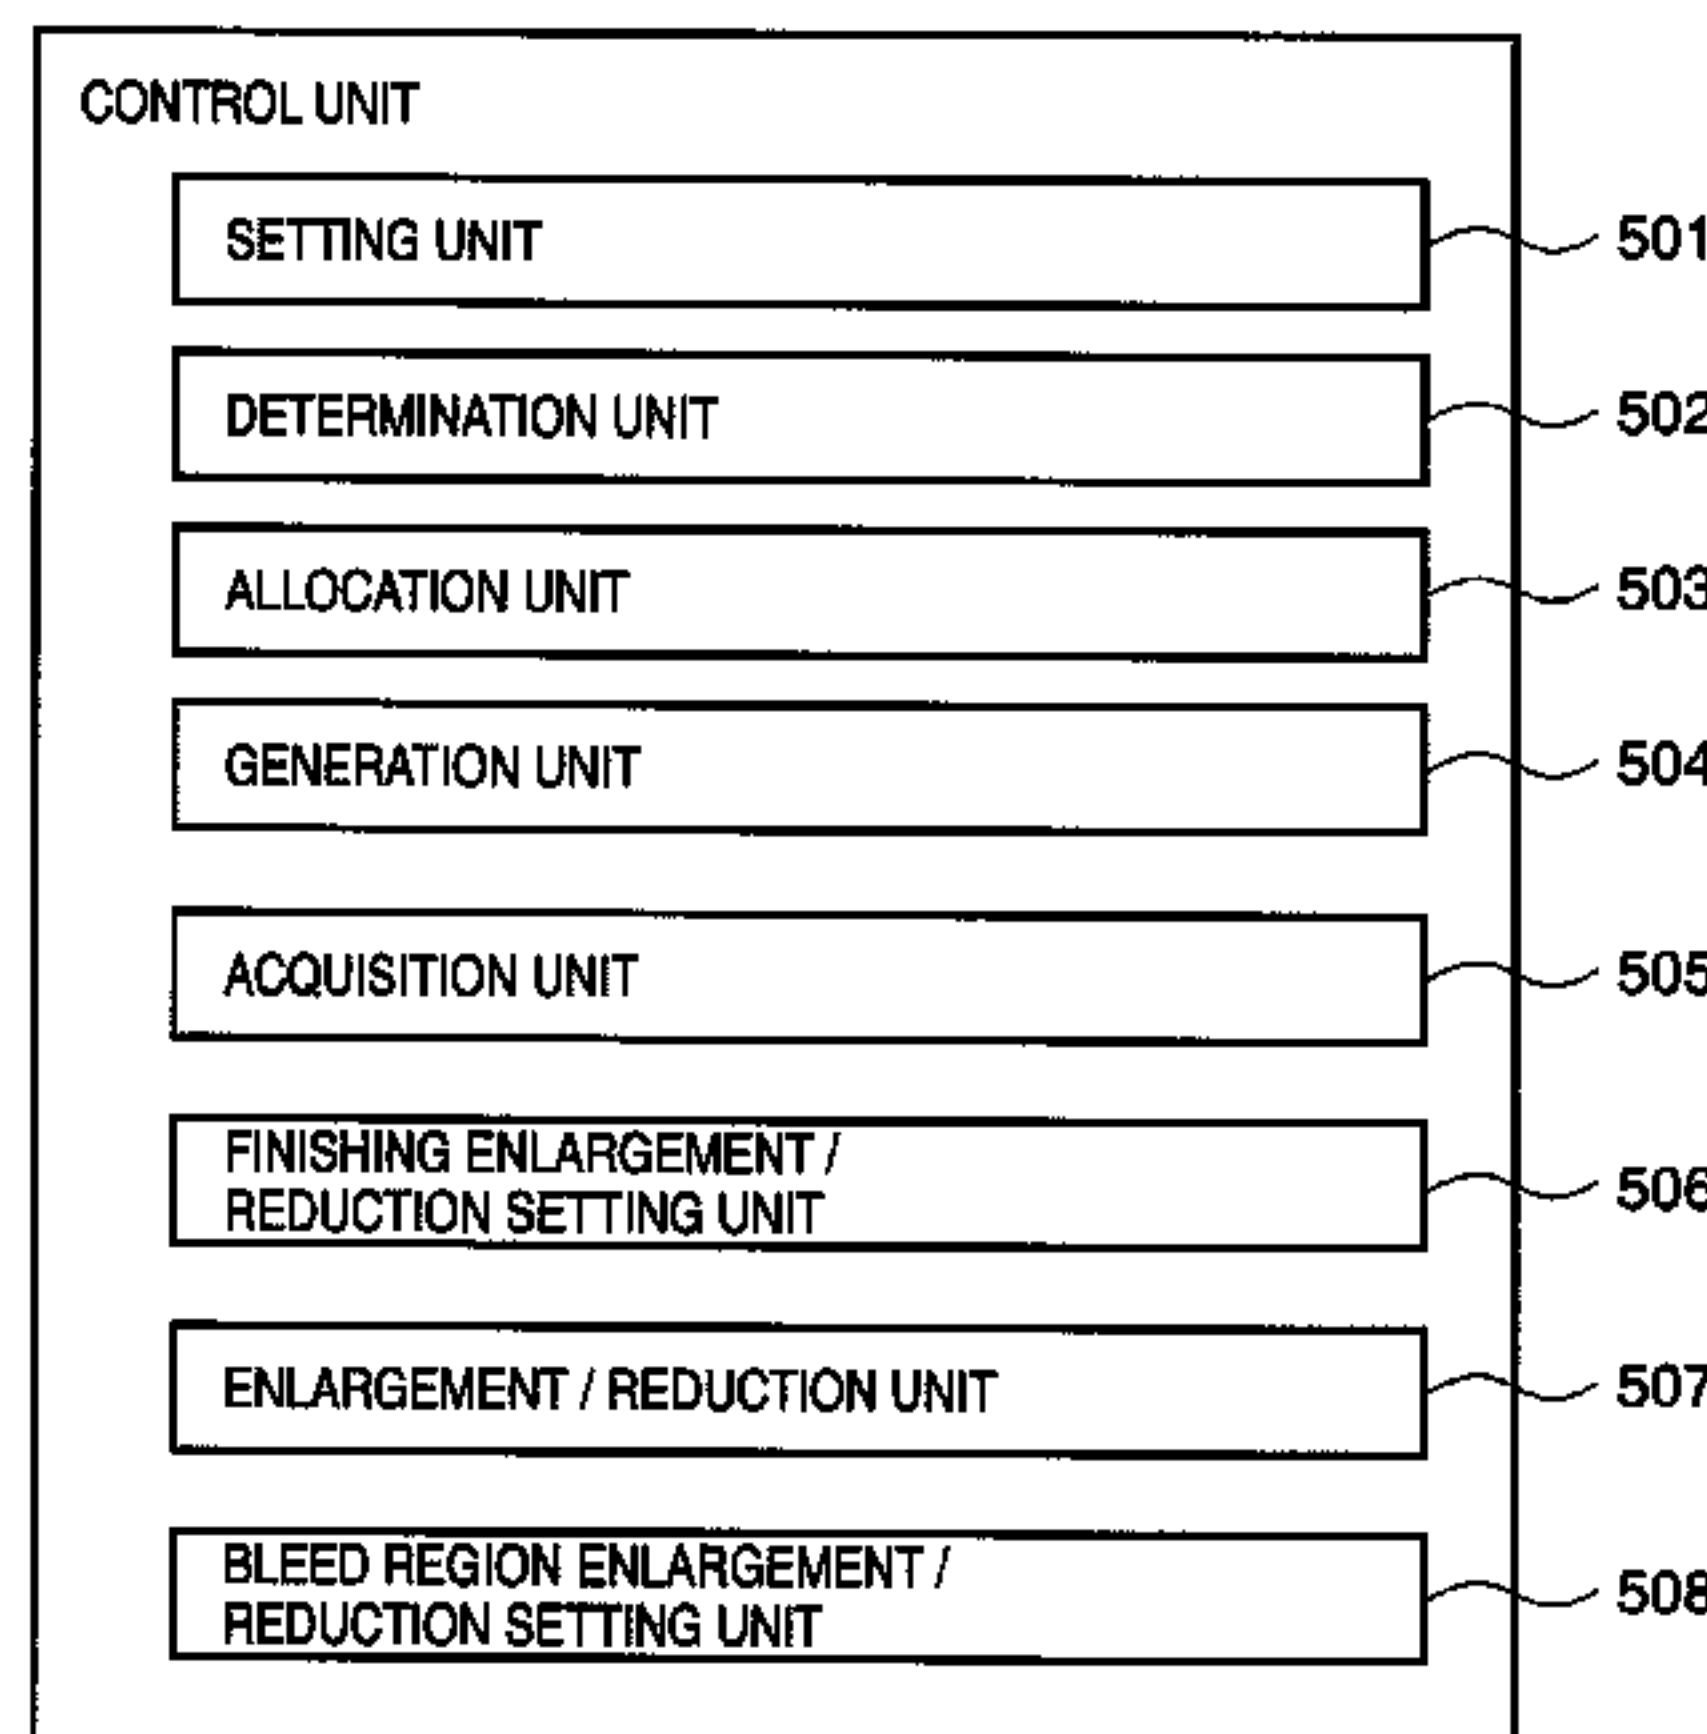 CONTROL UNIT
SETTING UNIT 501
DETERMINATION UNIT 502
ALLOCATION UNIT 503
GENERATION UNIT 504
ACQUISITION UNIT 505
FINISHING ENLARGEMENT /
REDUCTION SETTING UNIT 506
ENLARGEMENT / REDUCTION UNIT 507
BLEED REGION ENLARGEMENT /
REDUCTION SETTING UNIT 508